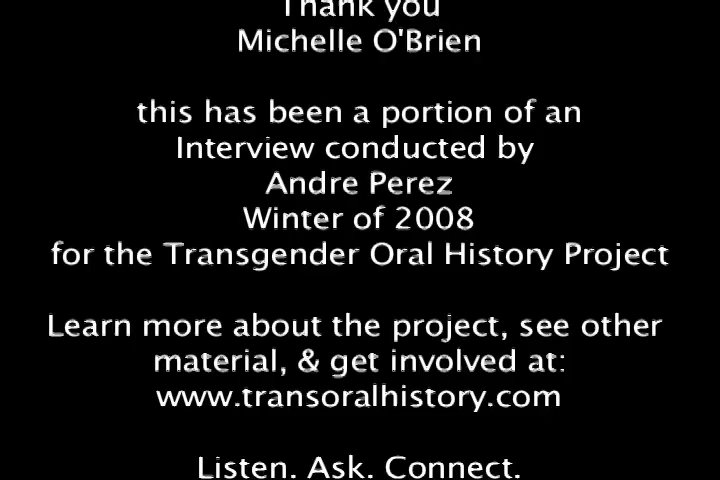 Thank you
Michelle O'Brien
this has been a portion of an
Interview conducted by
Andre Perez
Winter of 2008
for the Transgender Oral History Project
Learn more about the project, see other
material, & get involved at:
www.transoralhistory.com
Listen. Ask. Connect.